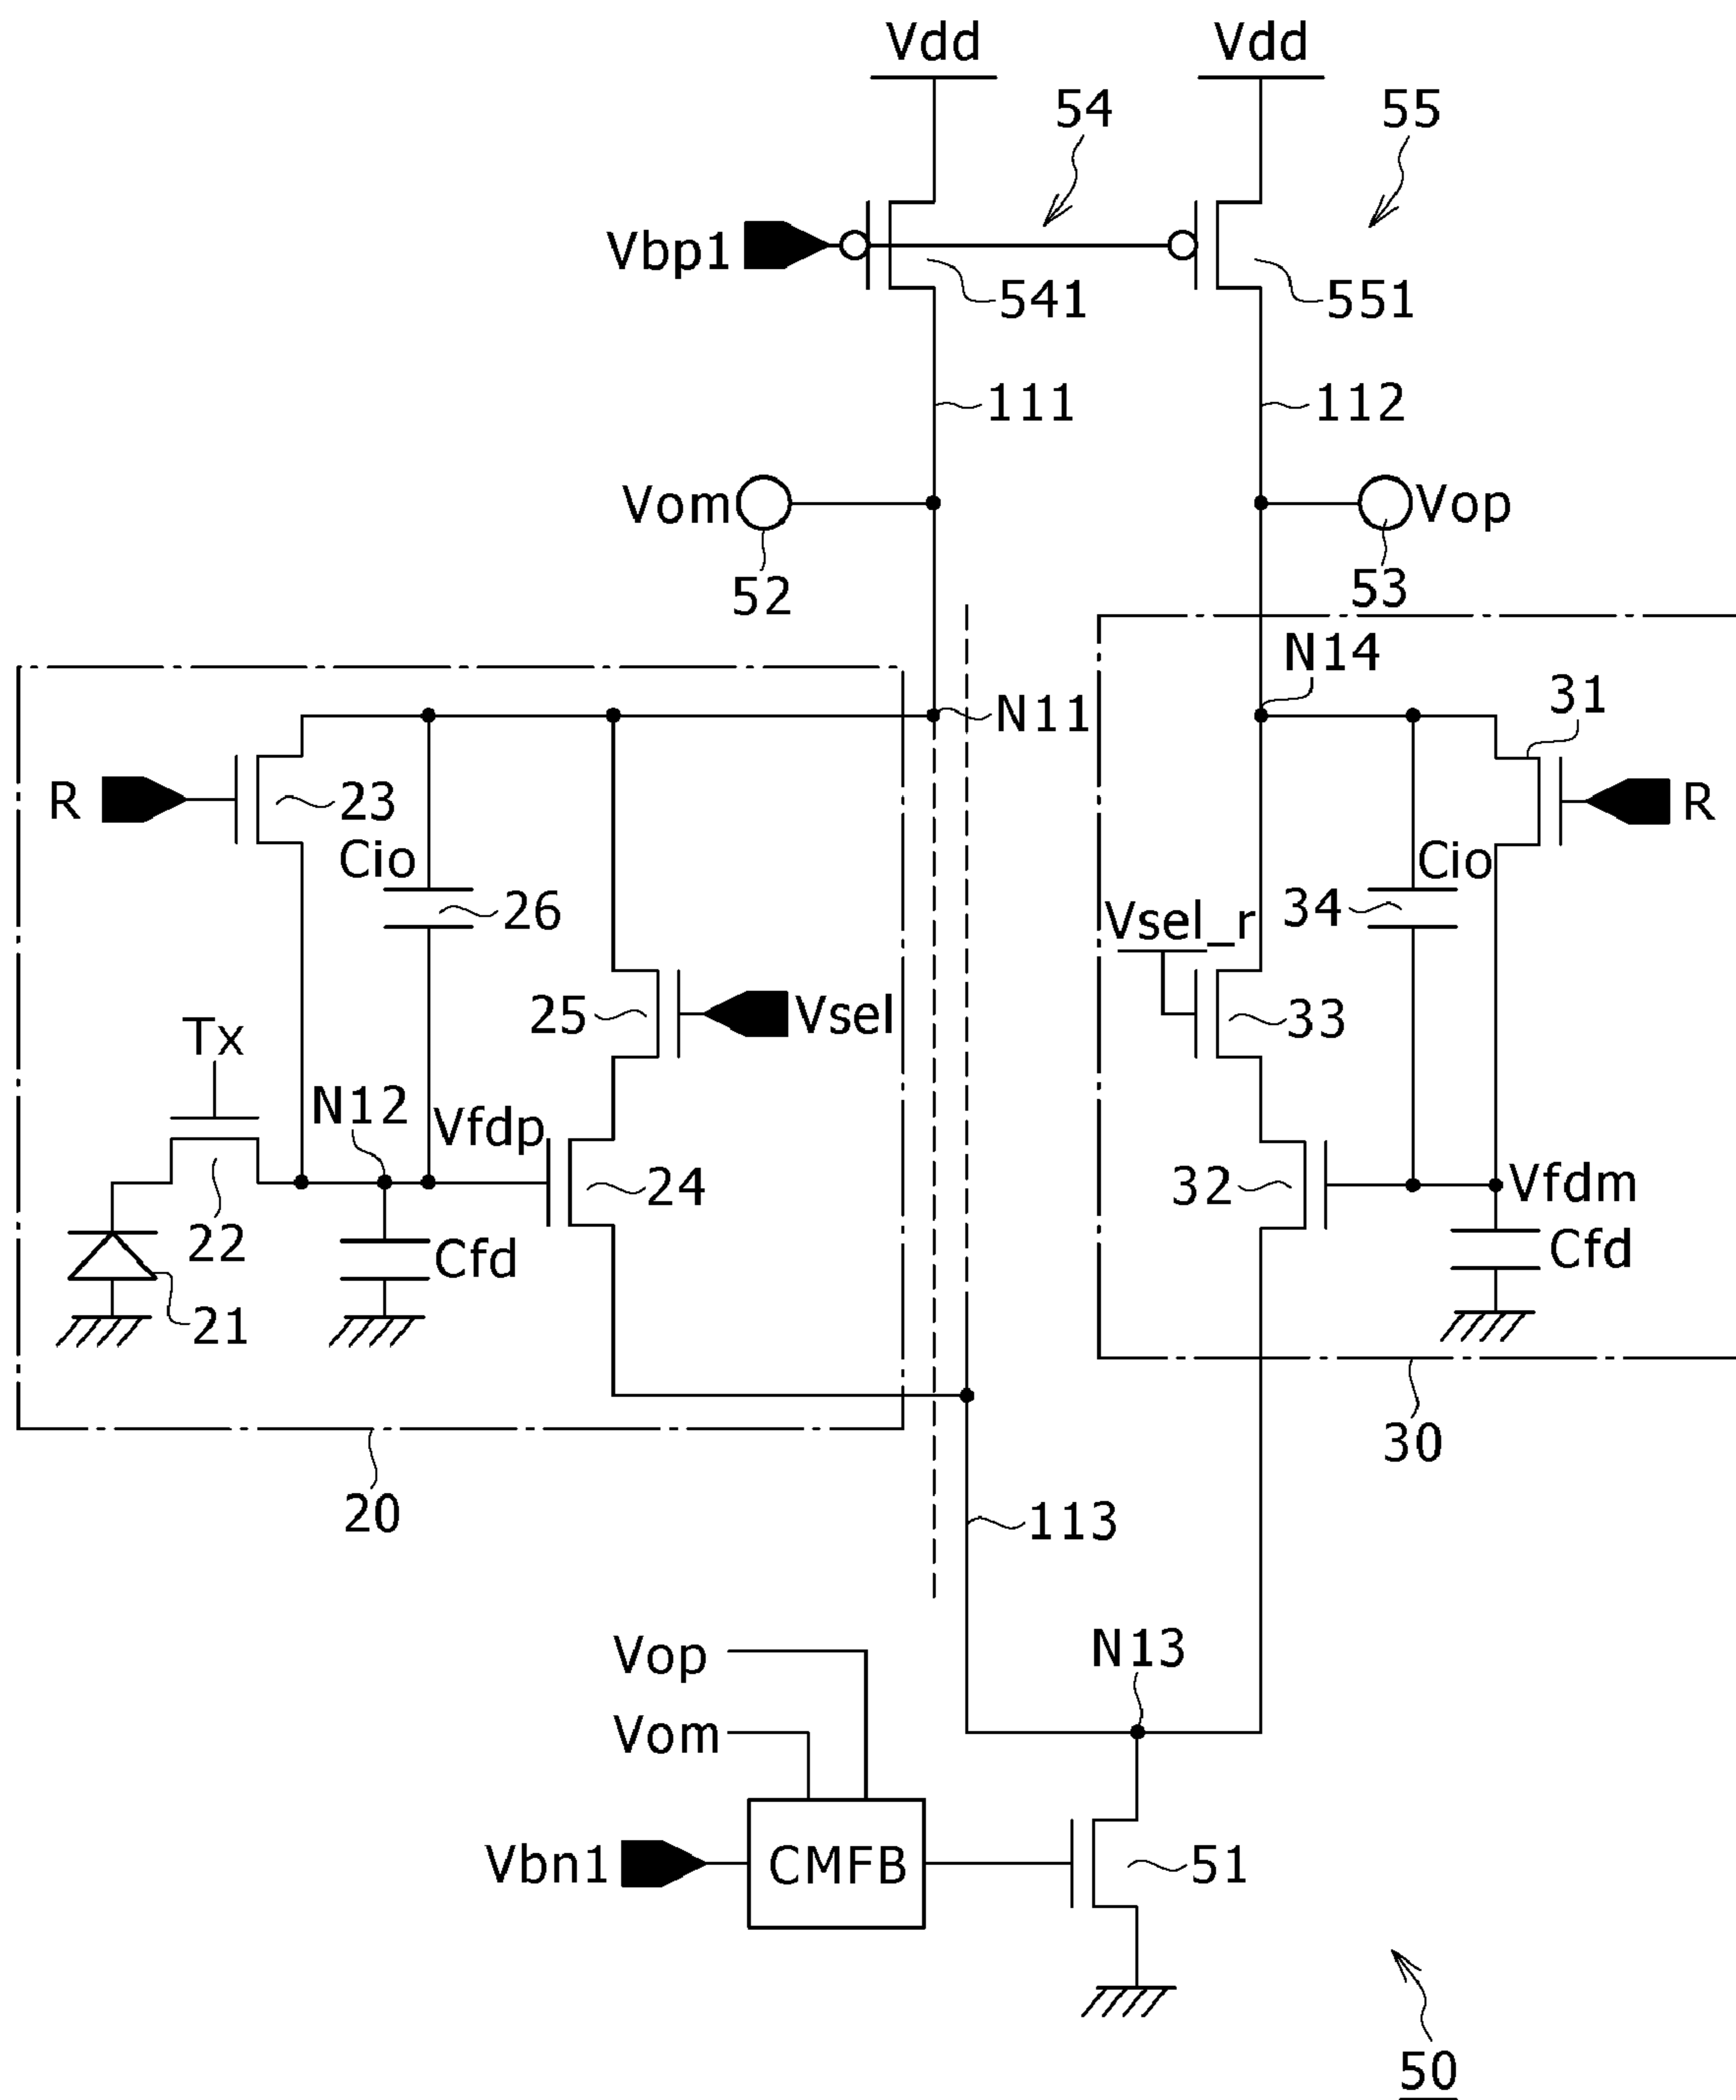 Vdd
Vdd
54
55
Vbp1
541
551
111
112
Vom
Vop
52
53
N14
N11
31
R
23
R
Cio
Cio
26
34
Vsel_r
25
Vsel
33
Tx
N12
Vfdp
24
32
Vfdm
22
Cfd
Cfd
21
30
20
113
Vop
N13
Vom
Vbn1
CMFB
51
50